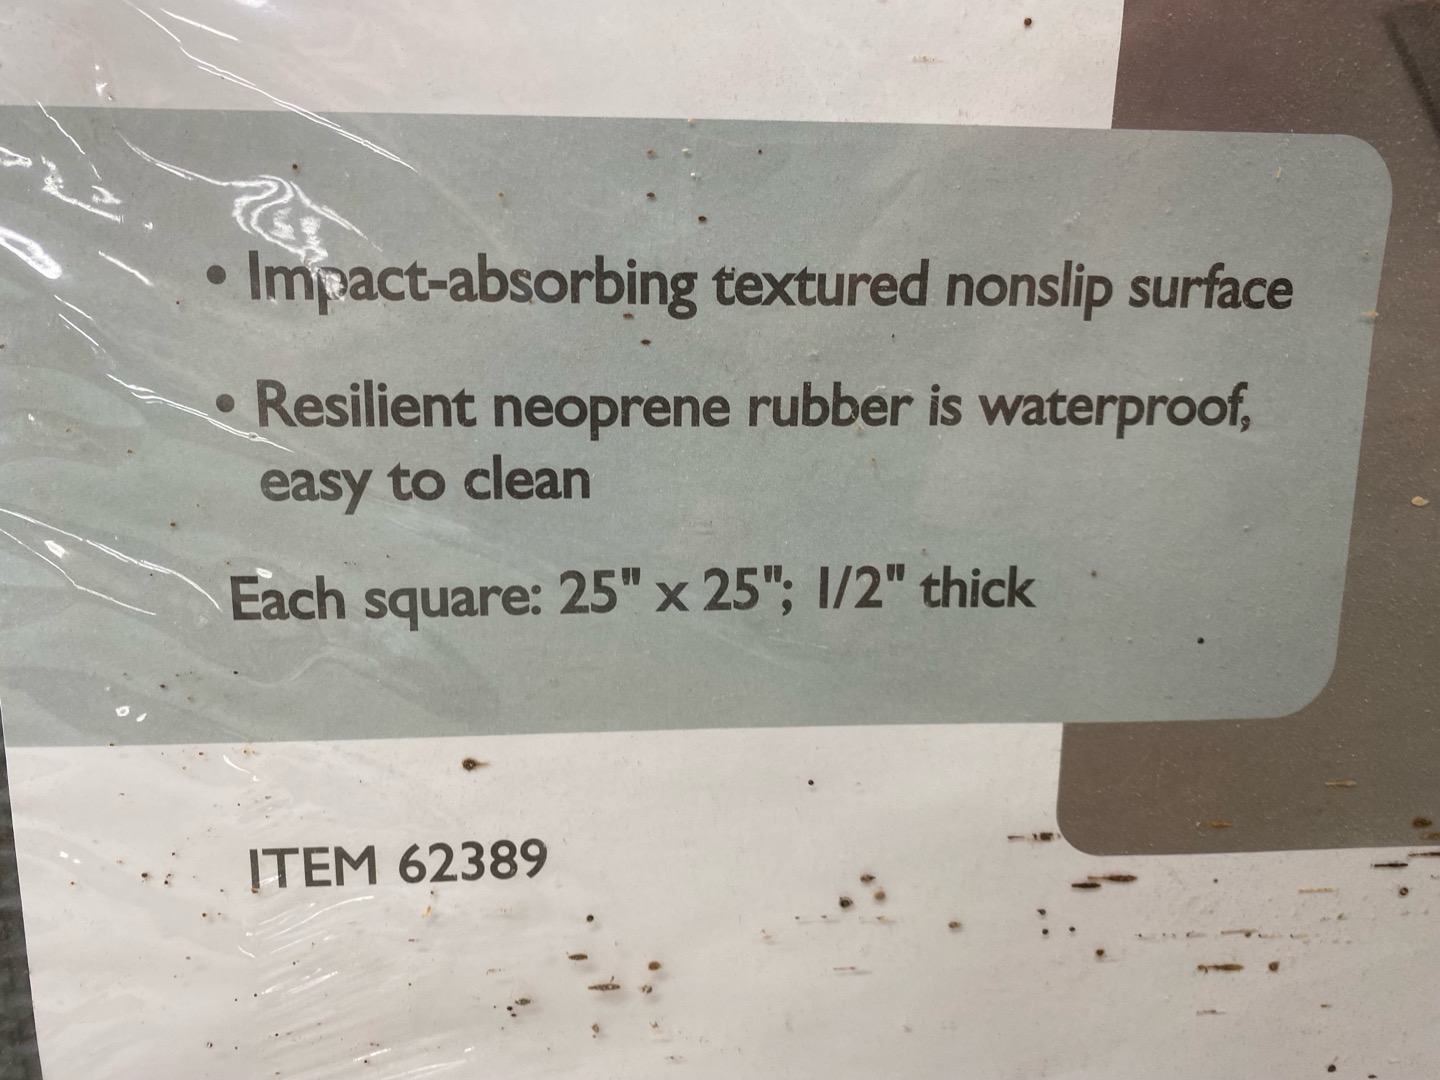 • Impact-absorbing textured nonslip surface
• Resilient neoprene rubber is waterproof,
easy to clean
Each square: 25" x 25"; 1/2" thick
ITEM 62389